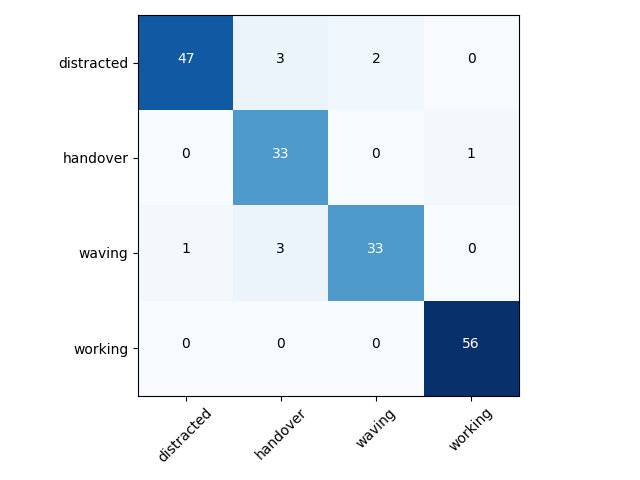 distracted 47 3 2 0
handover 0 33 0 1
waving 1 3 33 0
working 0 0 0 56
distracted handover waving working